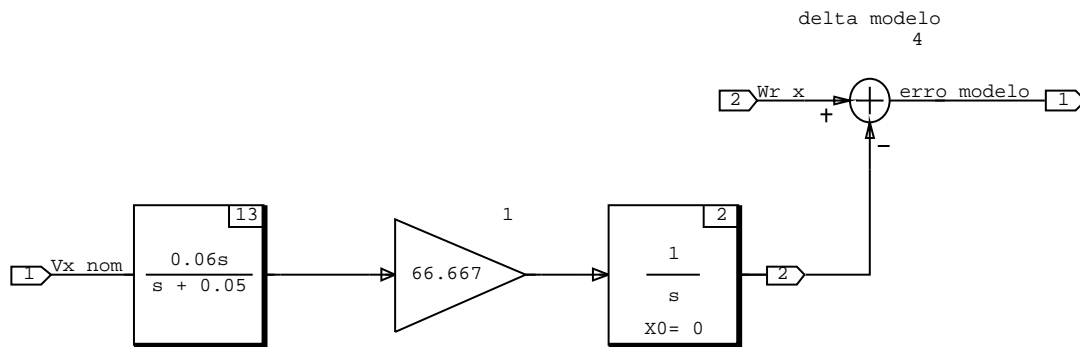 delta modelo
4
2
Wr x
+
erro modelo
1
-
13
1
2
1
Vx nom
0.06s
s + 0.05
66.667
1
s
X0= 0
2